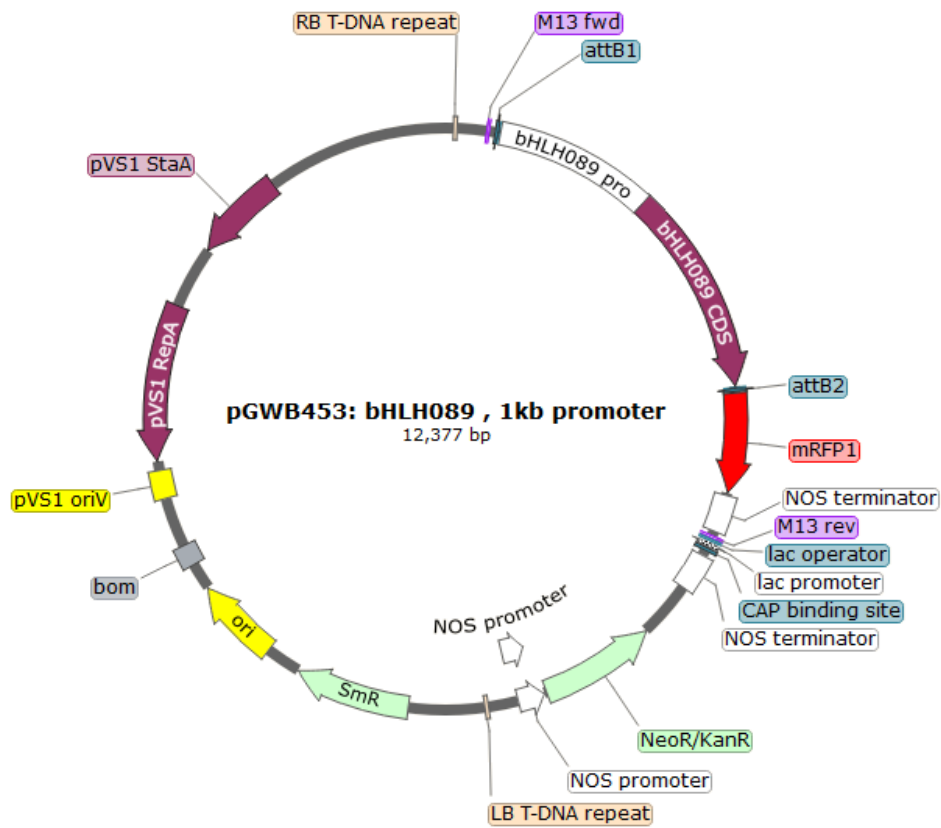 RB T-DNA repeat
M13 fwd
attB1
bHLH089 pro
pVS1 StaA
bHLH089 CDS
pVS1 RepA
attB2
pGWB453: bHLH089 , 1kb promoter
12,377 bp
mRFP1
pVS1 oriV
NOS terminator
M13 rev
lac operator
lac promoter
bom
CAP binding site
NOS terminator
NOS promoter
ori
SmR
NeoR/KanR
NOS promoter
LB T-DNA repeat